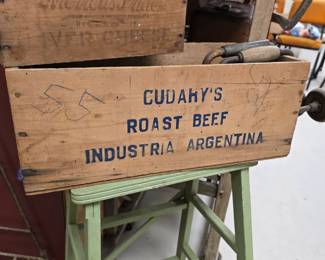 CUDAHY'S
ROAST BEEF
INDUSTRIA ARGENTINA